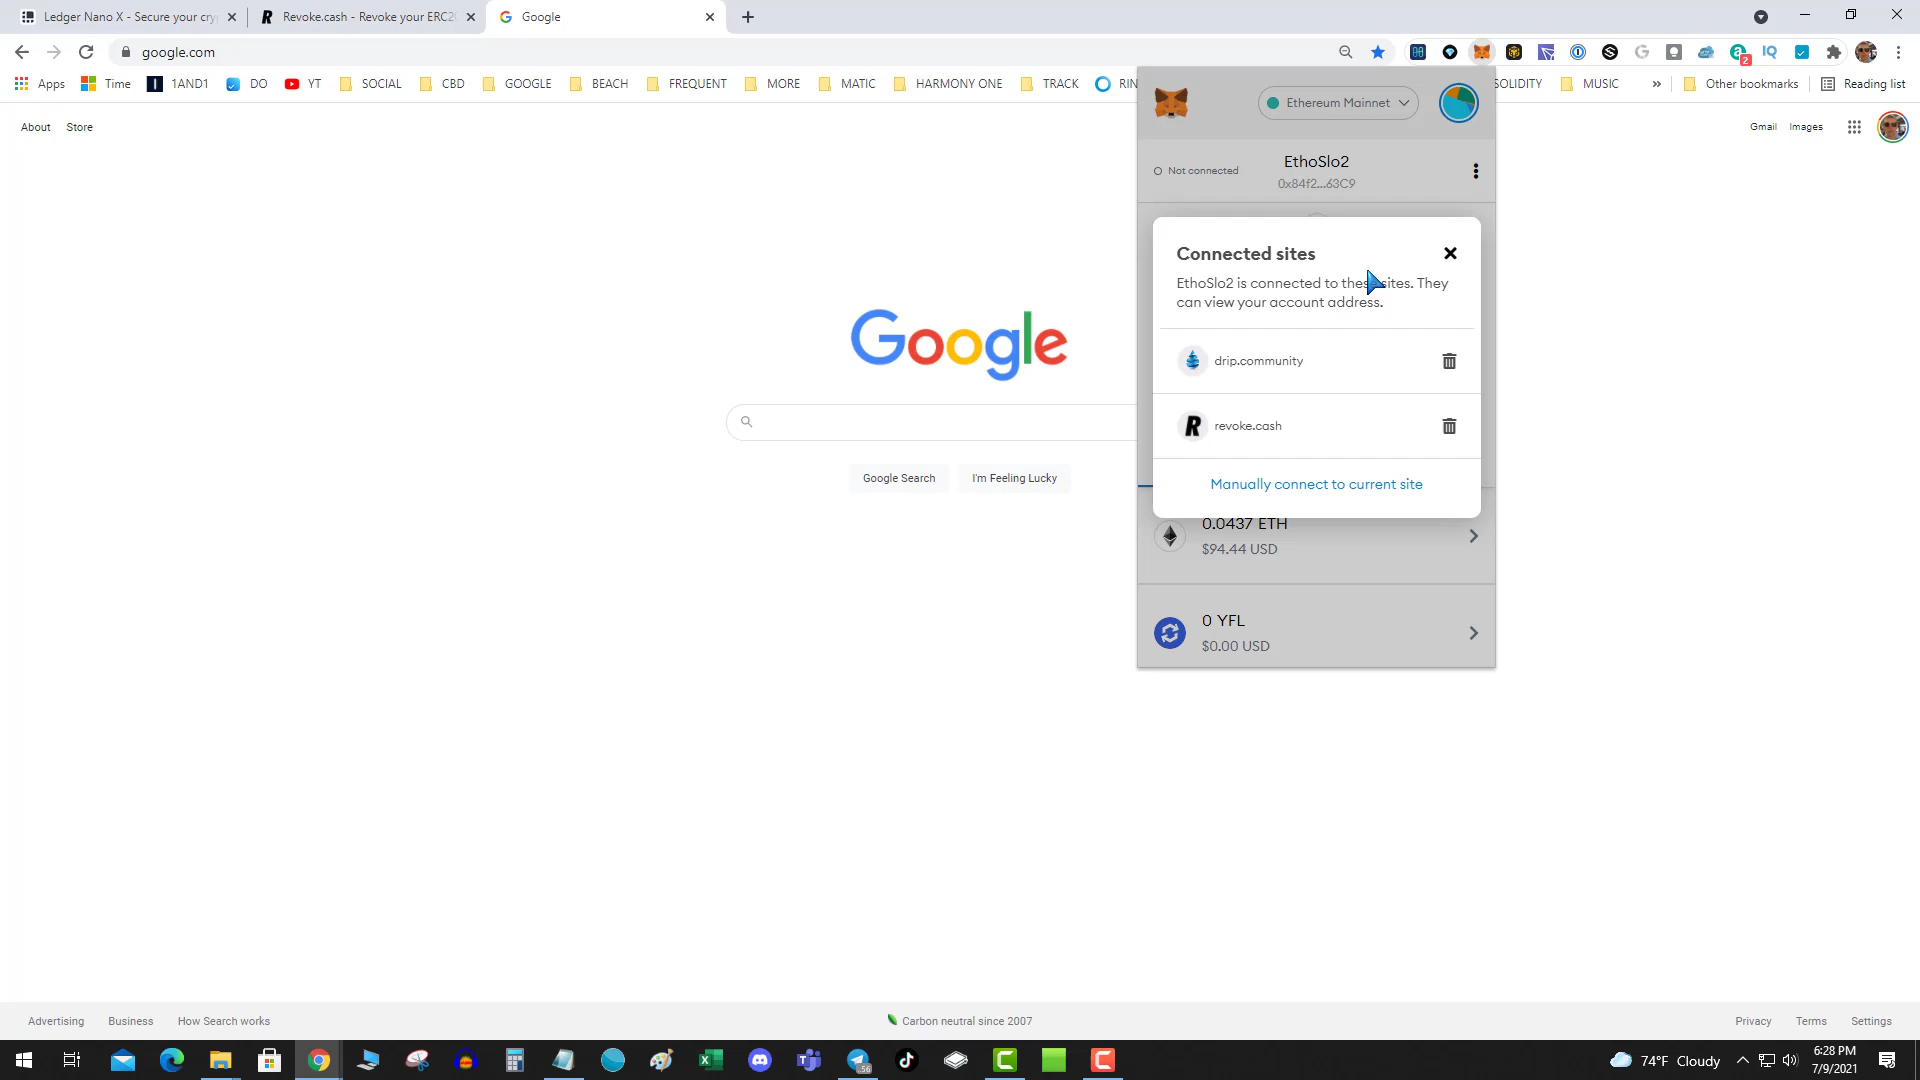 Ledger Nano X - Secure your cry
Revoke.cash - Revoke your ERC20
Google
google.com
2
Apps
Time
1AND1
DO
YT
SOCIAL
CBD
GOOGLE
BEACH
FREQUENT
MORE
MATIC
HARMONY ONE
TRACK
RIN
SOLIDITY
MUSIC
Other bookmarks
Reading list
About
Store
Gmail
Images
Ethereum Mainnet
Not connected
EthoSlo2
0x84f2...63C9
Connected sites
EthoSlo2 is connected to these sites. They
can view your account address.
drip.community
revoke.cash
Manually connect to current site
0.0437 ETH
$94.44 USD
0 YFL
$0.00 USD
Google
Google Search
I'm Feeling Lucky
Advertising
Business
How Search works
Carbon neutral since 2007
Privacy
Terms
Settings
74°F Cloudy
6:28 PM
7/9/2021